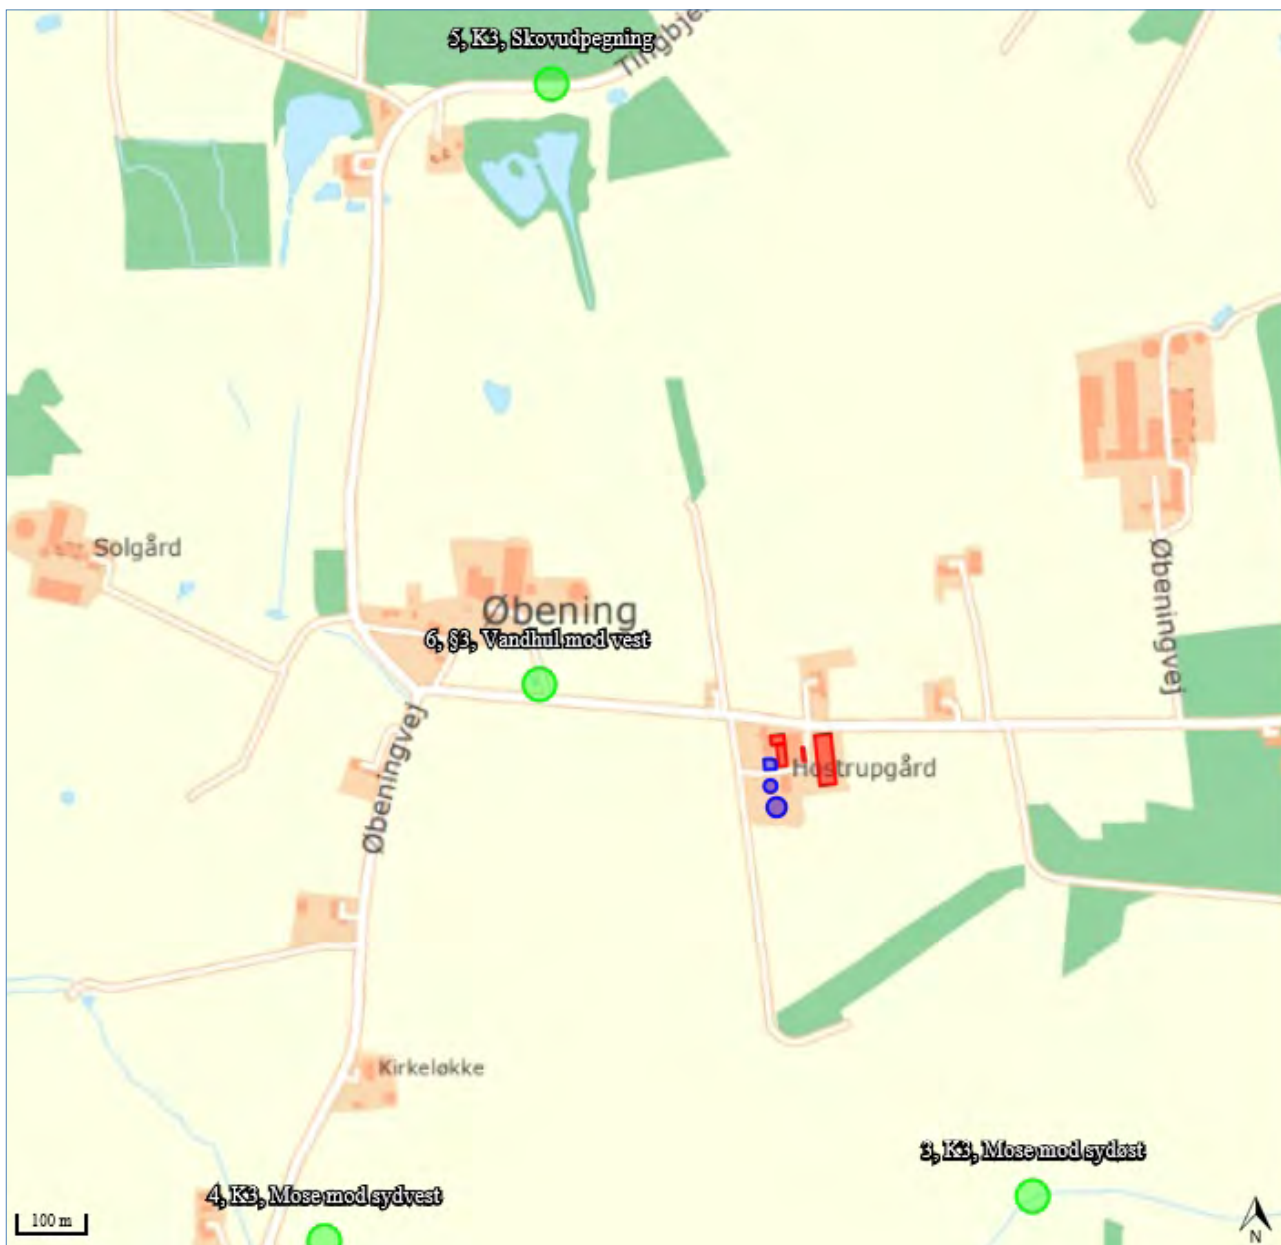 5, K3, Skovudpegning
Tingbje
Solgård
Øbening
6, §3, Vandhul mod vest
Øbeningvej
Hostrupgård
Øbeningvej
Kirkeløkke
3, K3, Mose mod sydøst
4, K3, Mose mod sydvest
100 m
N